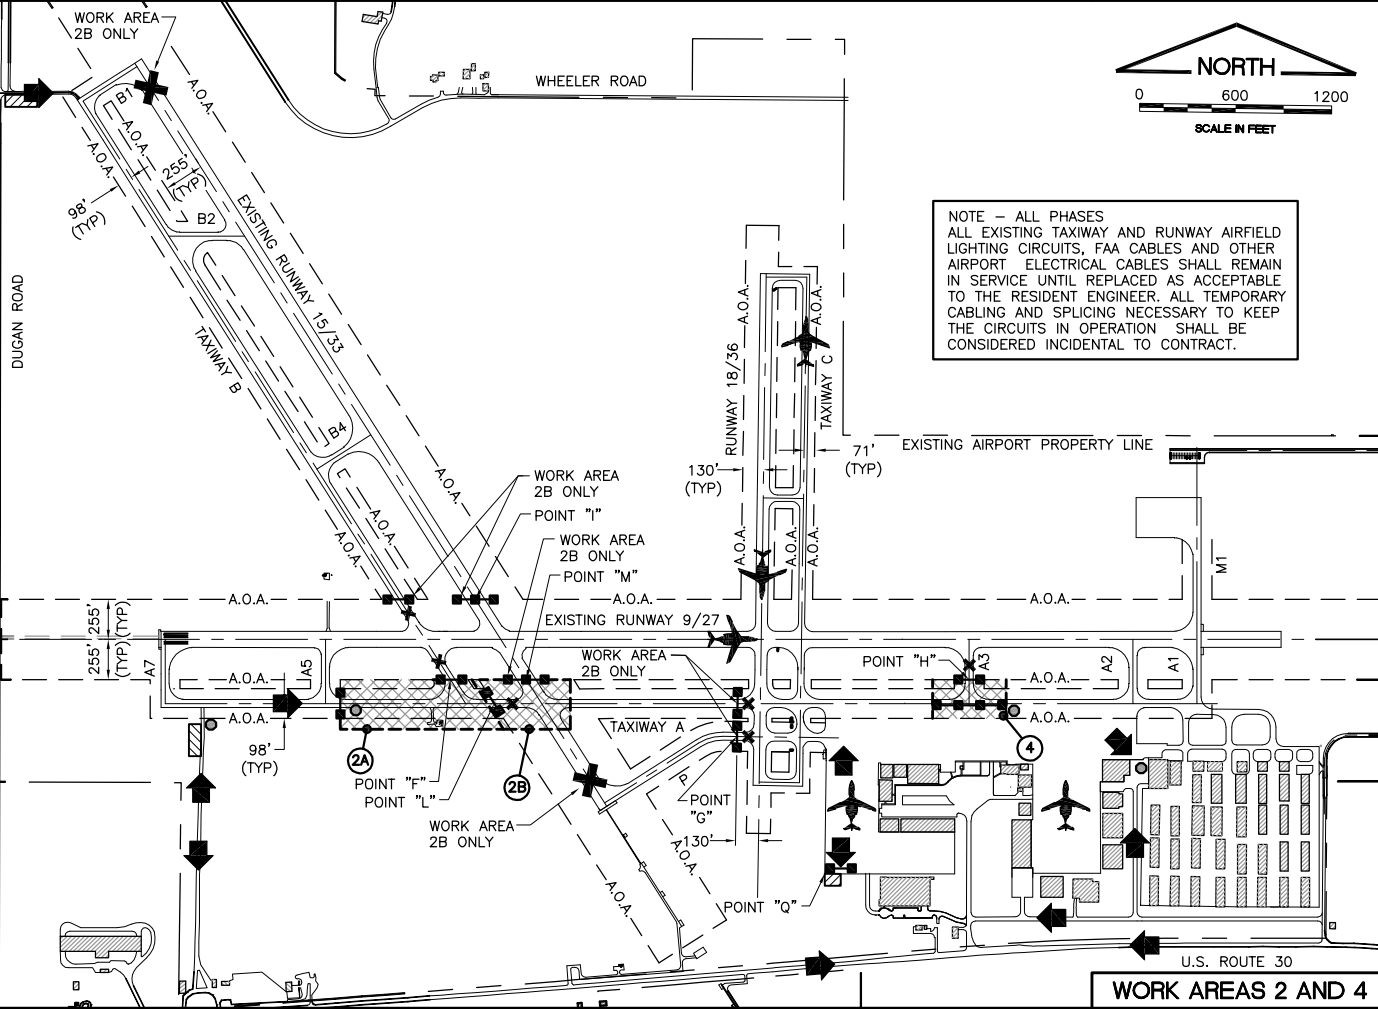 WORK AREA
2B ONLY
WHEELER ROAD
NORTH
0 600 1200
SCALE IN FEET
A.O.A.
B1
A.O.A.
A.O.A.
255'
(TYP)
98'
(TYP)
B2
NOTE – ALL PHASES
ALL EXISTING TAXIWAY AND RUNWAY AIRFIELD
LIGHTING CIRCUITS, FAA CABLES AND OTHER
AIRPORT ELECTRICAL CABLES SHALL REMAIN
IN SERVICE UNTIL REPLACED AS ACCEPTABLE
TO THE RESIDENT ENGINEER. ALL TEMPORARY
CABLING AND SPLICING NECESSARY TO KEEP
THE CIRCUITS IN OPERATION SHALL BE
CONSIDERED INCIDENTAL TO CONTRACT.
DUGAN ROAD
EXISTING RUNWAY 15/33
TAXIWAY B
B4
A.O.A.
A.O.A.
RUNWAY 18/36
TAXIWAY C
EXISTING AIRPORT PROPERTY LINE
130'
(TYP)
71'
(TYP)
A.O.A.
A.O.A.
A.O.A.
WORK AREA
2B ONLY
POINT "I"
WORK AREA
2B ONLY
POINT "M"
A.O.A.
A.O.A.
A.O.A.
M1
A.O.A.
A.O.A.
A.O.A.
255'
(TYP)
255'
(TYP)
EXISTING RUNWAY 9/27
A7
A5
WORK AREA
2B ONLY
POINT "H"
A3
A2
A1
A.O.A.
A.O.A.
A.O.A.
A.O.A.
TAXIWAY A
98'
(TYP)
2A
POINT "F"
POINT "L"
2B
4
P
POINT
"G"
WORK AREA
2B ONLY
130'
A.O.A.
A.O.A.
POINT "Q"
U.S. ROUTE 30
WORK AREAS 2 AND 4